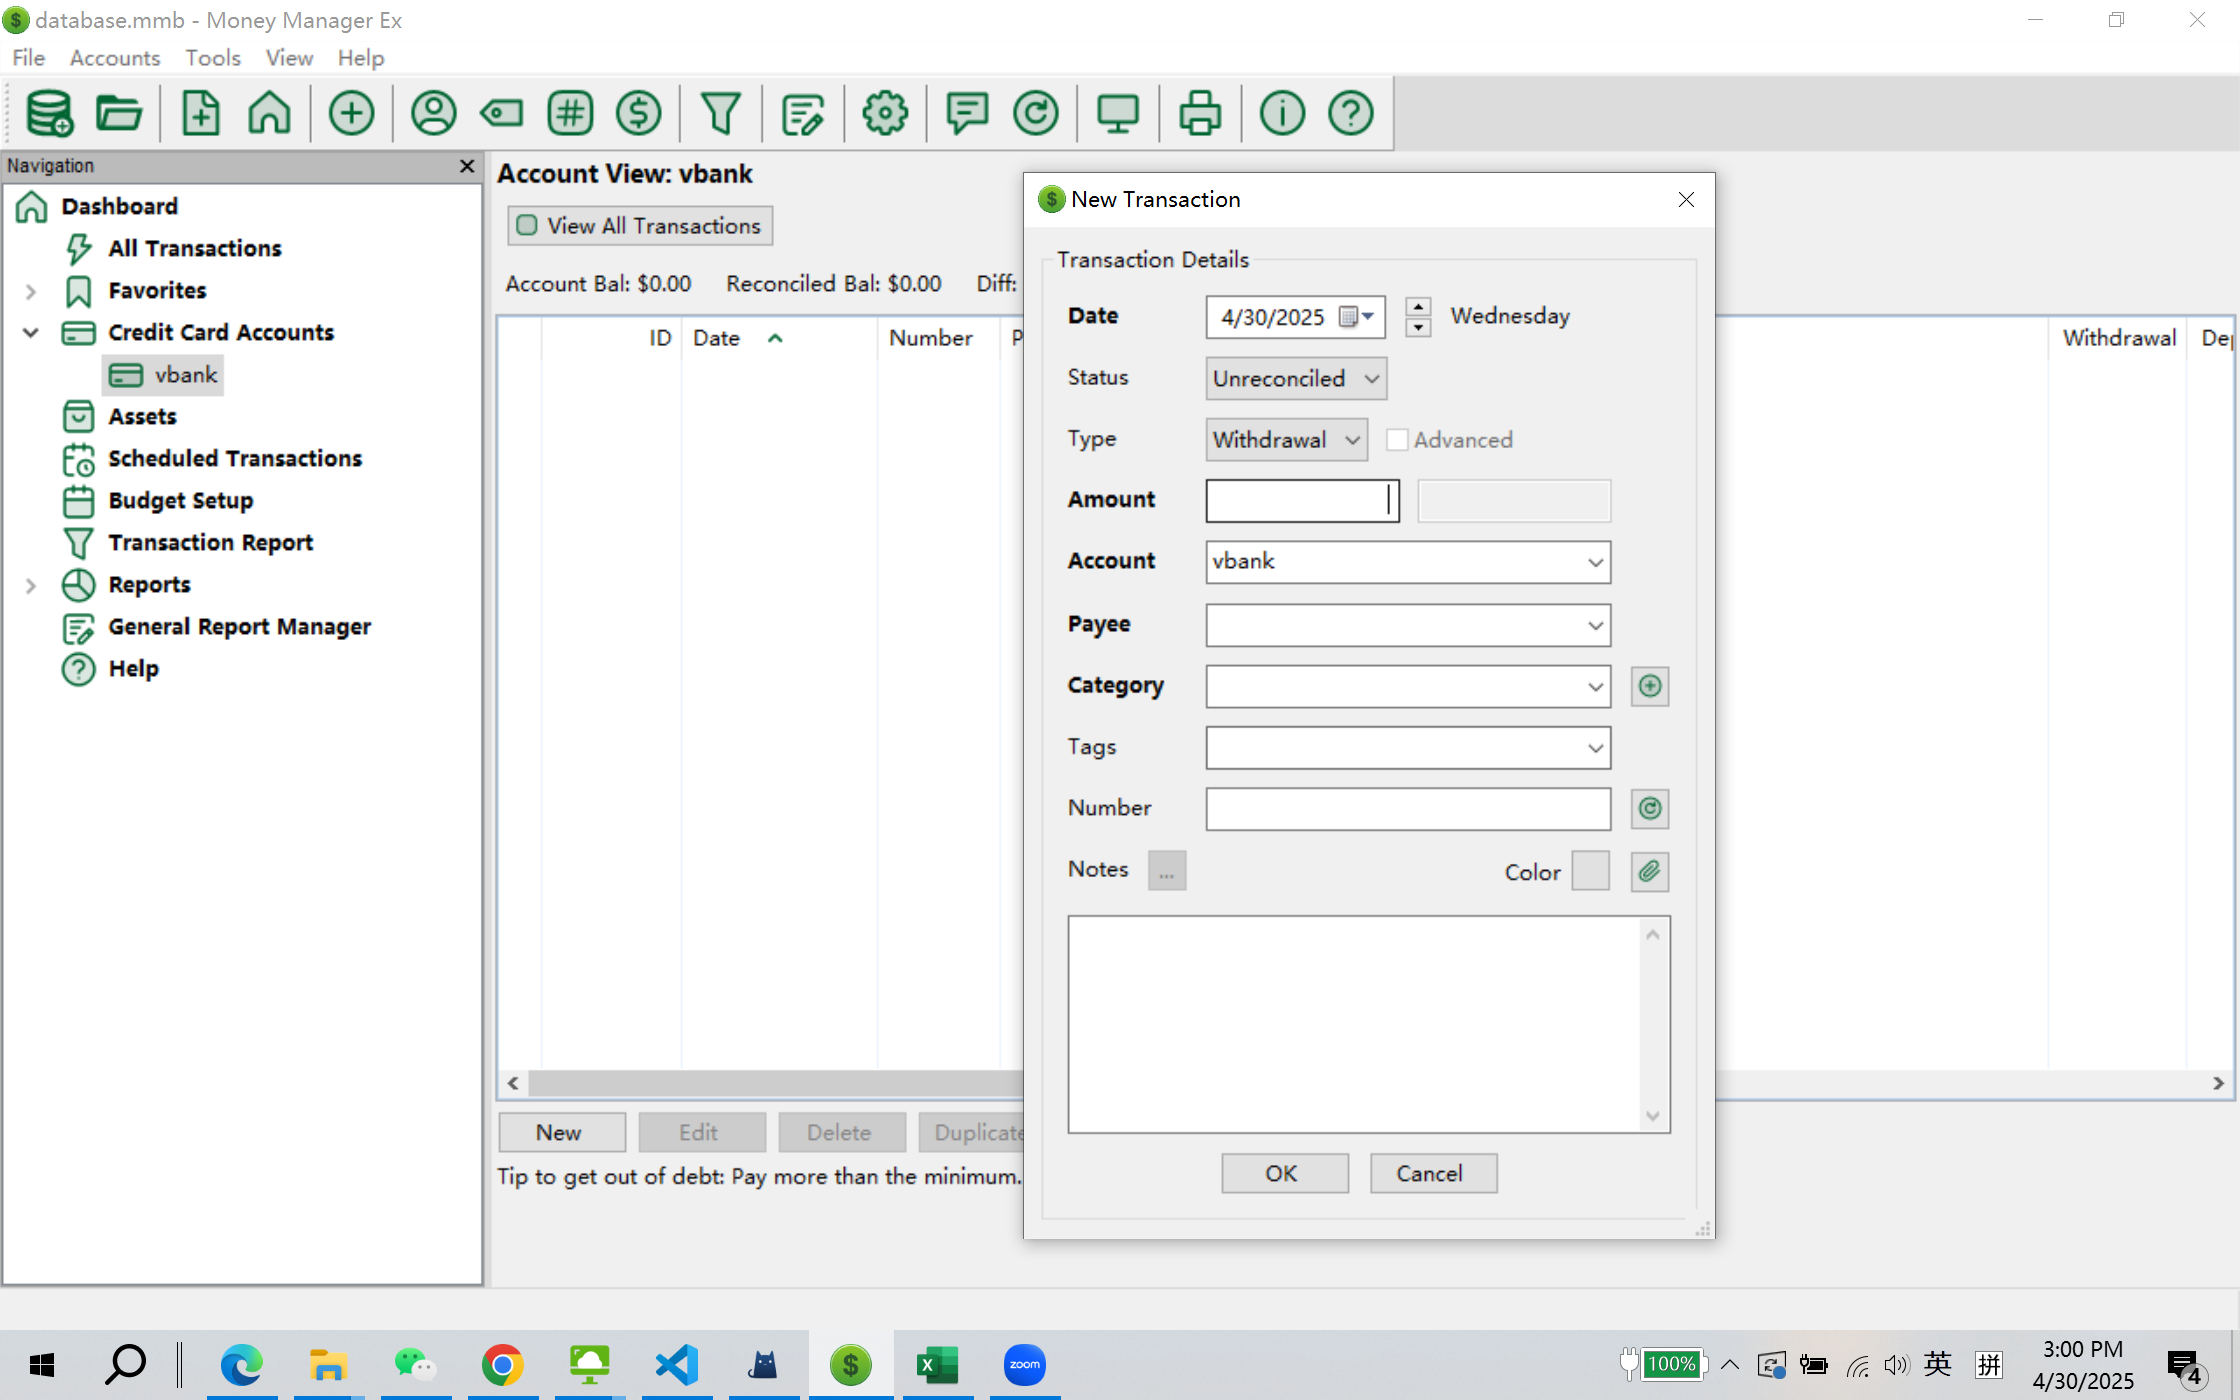 database.mmb - Money Manager Ex
File Accounts Tools View Help
Navigation
Dashboard
All Transactions
Favorites
Credit Card Accounts
vbank
Assets
Scheduled Transactions
Budget Setup
Transaction Report
Reports
General Report Manager
Help
Account View: vbank
View All Transactions
Account Bal: $0.00 Reconciled Bal: $0.00 Diff:
ID Date Number P Withdrawal De
New Edit Delete Duplicate
Tip to get out of debt: Pay more than the minimum.
New Transaction
Transaction Details
Date 4/30/2025 Wednesday
Status Unreconciled
Type Withdrawal Advanced
Amount
Account vbank
Payee
Category
Tags
Number
Notes ... Color
OK Cancel
zoom
100%
英
拼
3:00 PM
4/30/2025
4